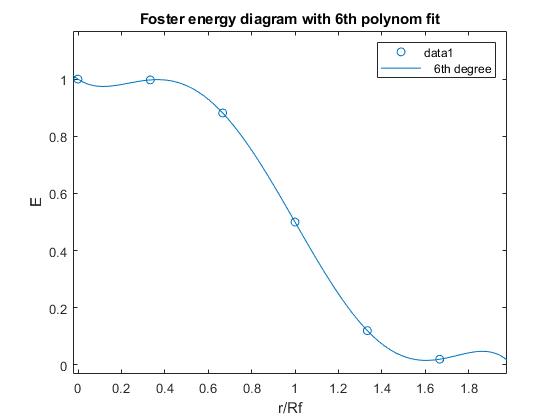 Foster energy diagram with 6th polynom fit
data1
6th degree
1
0.8
0.6
0.4
0.2
0
E
0 0.2 0.4 0.6 0.8 1 1.2 1.4 1.6 1.8
r/Rf